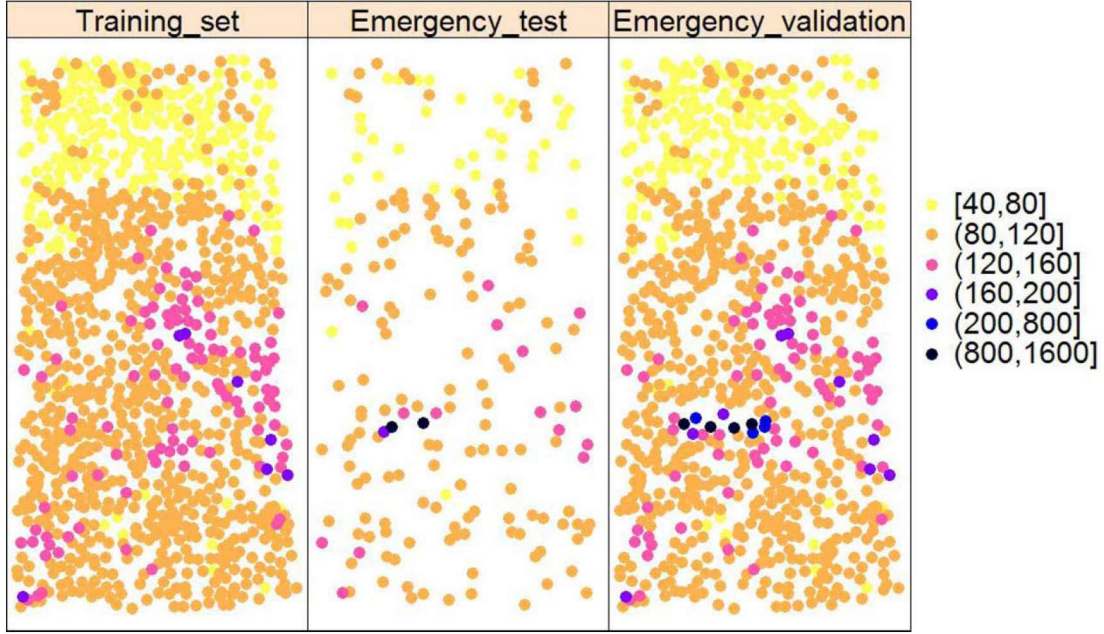 Training_set
Emergency_test
Emergency_validation
[40,80]
(80,120]
(120,160]
(160,200]
(200,800]
(800,1600]